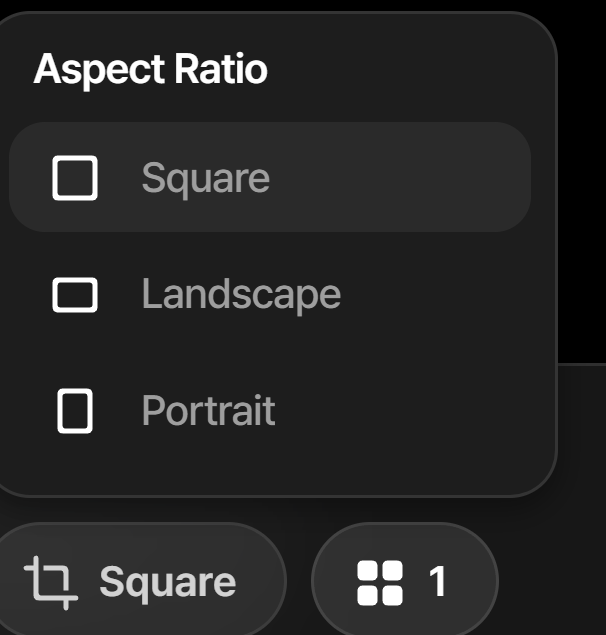 Aspect Ratio
Square
Landscape
Portrait
Square 1